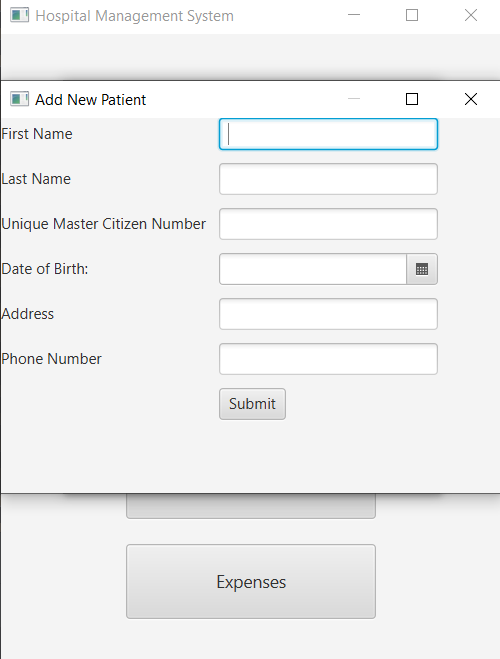 Hospital Management System
Add New Patient
First Name
Last Name
Unique Master Citizen Number
Date of Birth:
Address
Phone Number
Submit
Expenses